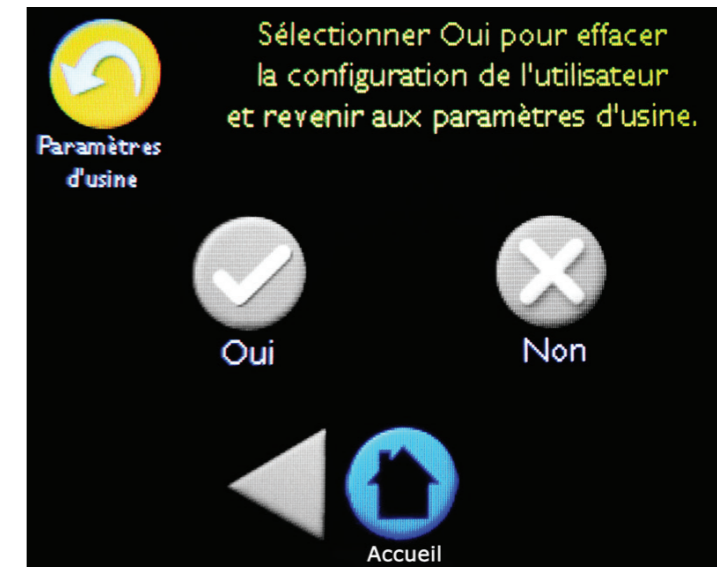 Sélectionner Oui pour effacer
la configuration de l'utilisateur
et revenir aux paramètres d'usine.
Paramètres
d'usine
Oui
Non
Accueil